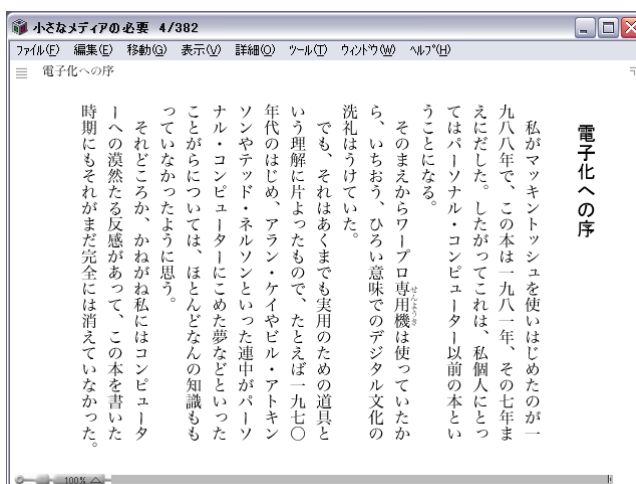 小さなメディアの必要 4/382
ファイル(F) 編集(E) 移動(G) 表示(V) 詳細(O) ツール(T) ウィンドウ(W) ヘルプ(H)
電子化への序
電子化への序
私がマッキントッシュを使いはじめたのが一
九八八年で、この本は一九八一年、その七年ま
えにだした。したがってこれは、私個人にとっ
てはパーソナル・コンピューター以前の本とい
うことになる。
そのまえからワープロ専用機は使っていたか
せんようき
ら、いちおう、ひろい意味でのデジタル文化の
洗礼はうけていた。
でも、それはあくまでも実用のための道具と
いう理解に片よったもので、たとえば一九七〇
年代のはじめ、アラン・ケイやビル・アトキン
ソンやテッド・ネルソンといった連中がパーソ
ナル・コンピューターにこめた夢などといった
ことがらについては、ほとんどなんの知識ももっ
っていなかったように思う。
それどころか、かねがね私にはコンピュータ
ーへの漠然たる反感があって、この本を書いた
時期にもそれがまだ完全には消えていなかった。
100%